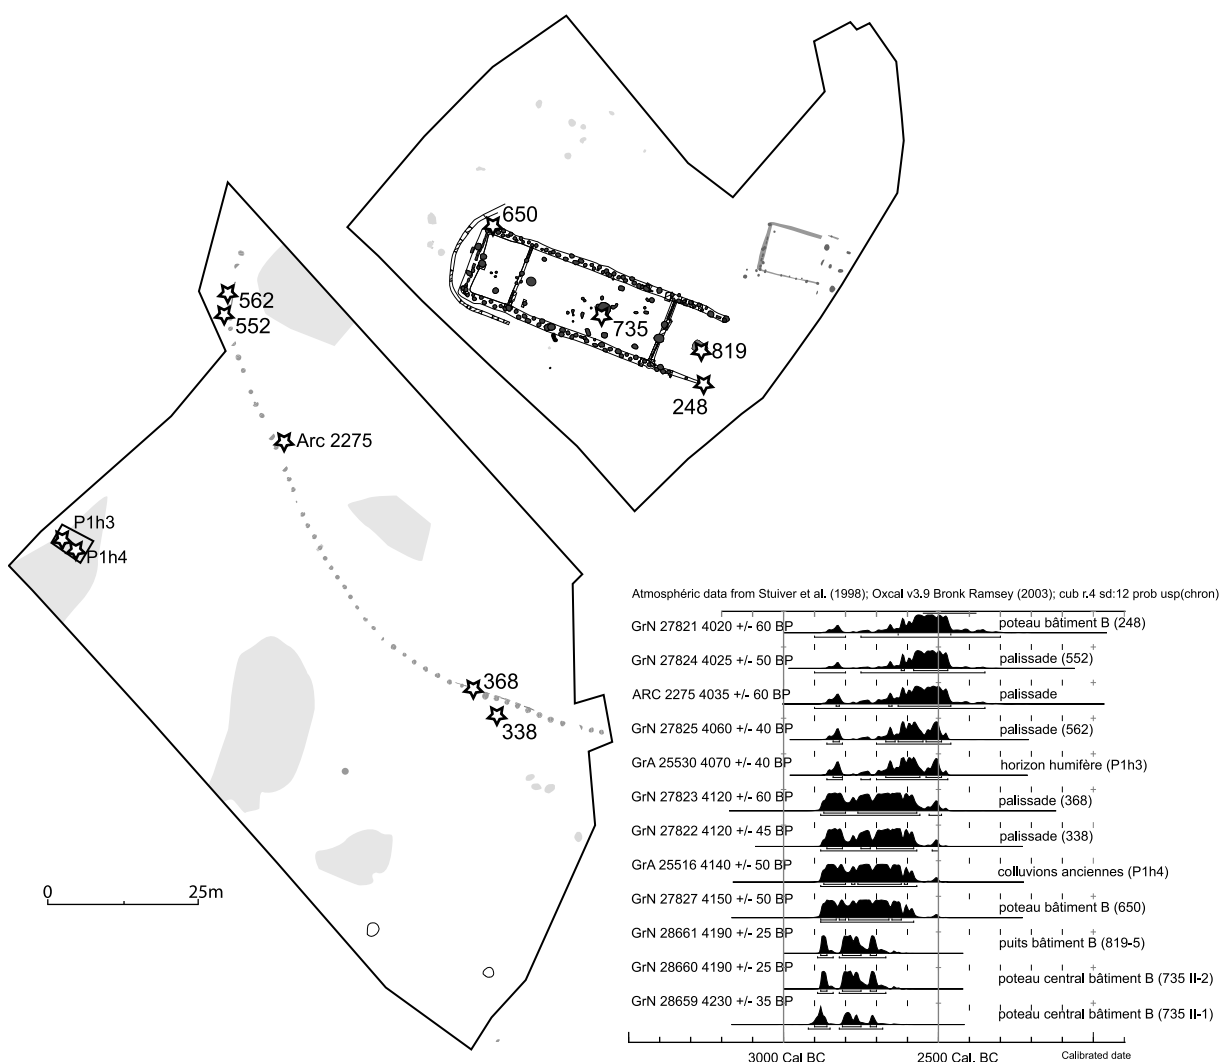 650
562
552
735
819
248
Arc 2275
P1h3
P1h4
368
338
0 25m
Atmosphéric data from Stuiver et al. (1998); Oxcal v3.9 Bronk Ramsey (2003); cub r.4 sd:12 prob usp(chron)
GrN 27821 4020 +/- 60 BP poteau bâtiment B (248)
GrN 27824 4025 +/- 50 BP palissade (552)
ARC 2275 4035 +/- 60 BP palissade
GrN 27825 4060 +/- 40 BP palissade (562)
GrA 25530 4070 +/- 40 BP horizon humifère (P1h3)
GrN 27823 4120 +/- 60 BP palissade (368)
GrN 27822 4120 +/- 45 BP palissade (338)
GrA 25516 4140 +/- 50 BP colluvions anciennes (P1h4)
GrN 27827 4150 +/- 50 BP poteau bâtiment B (650)
GrN 28661 4190 +/- 25 BP puits bâtiment B (819-5)
GrN 28660 4190 +/- 25 BP poteau central bâtiment B (735 II-2)
GrN 28659 4230 +/- 35 BP poteau central bâtiment B (735 II-1)
3000 Cal BC 2500 Cal. BC Calibrated date